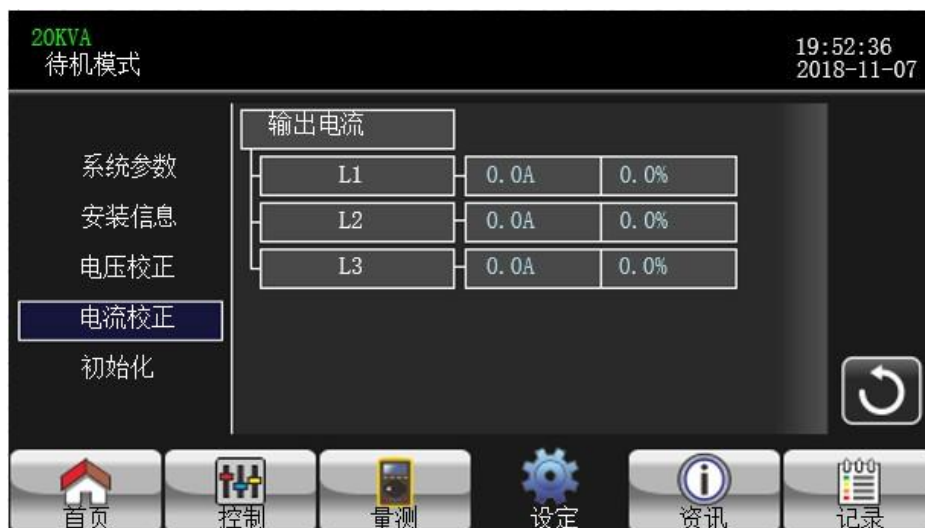 20KVA
待机模式
19:52:36
2018-11-07
系统参数
安装信息
电压校正
电流校正
初始化
输出电流
L1 0.0A 0.0%
L2 0.0A 0.0%
L3 0.0A 0.0%
首页 控制 量测 设定 资讯 记录